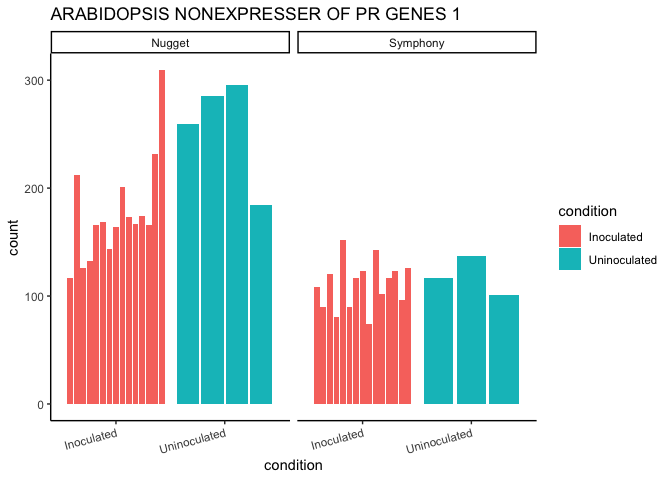 ARABIDOPSIS NONEXPRESSER OF PR GENES 1
Nugget
Symphony
300
200
100
0
count
Inoculated
Uninoculated
Inoculated
Uninoculated
condition
condition
Inoculated
Uninoculated